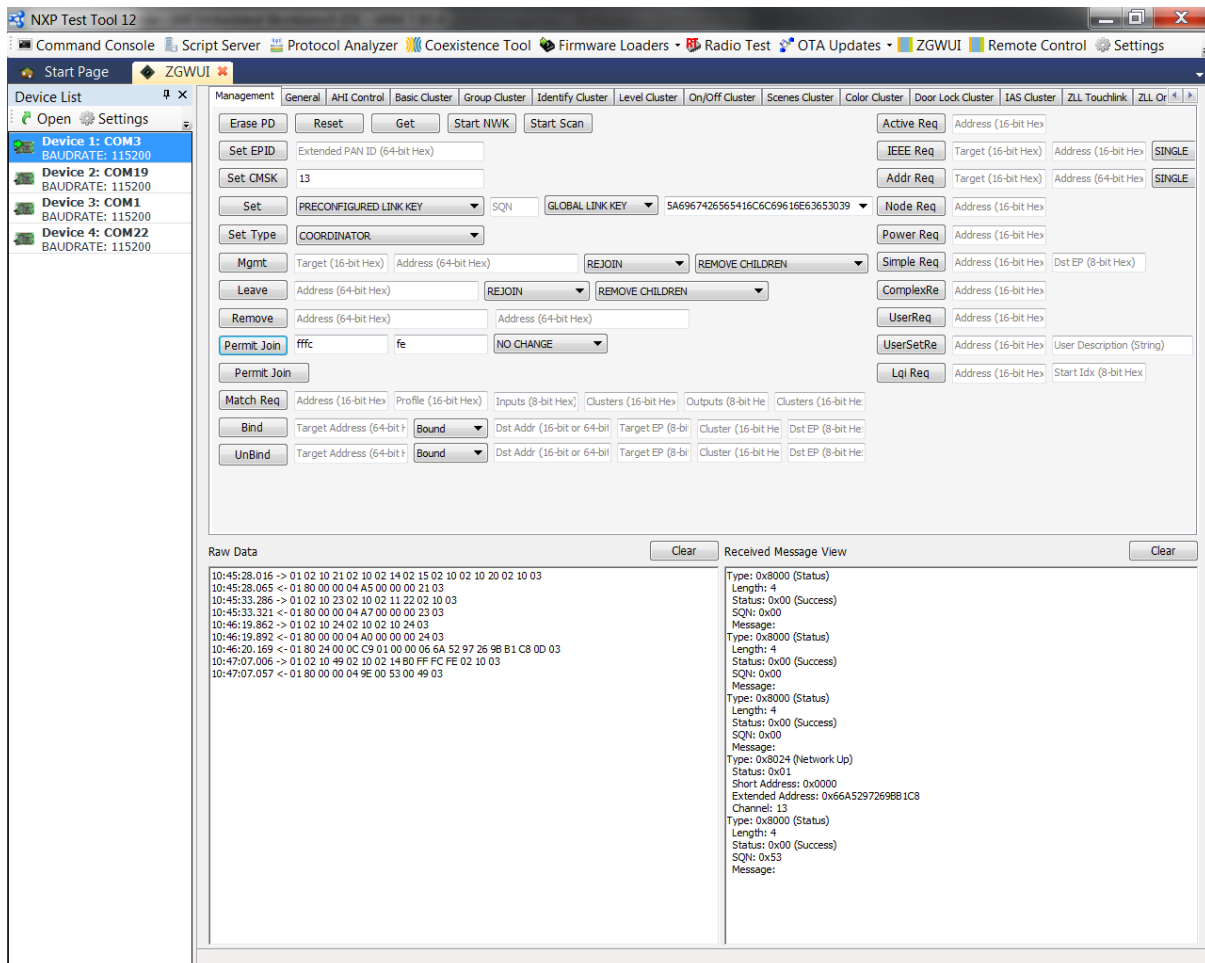 NXP Test Tool 12
Command Console Script Server Protocol Analyzer Coexistence Tool Firmware Loaders Radio Test OTA Updates ZGWUI Remote Control Settings
Start Page ZGWUI
Device List
Open Settings
Device 1: COM3
BAUDRATE: 115200
Device 2: COM19
BAUDRATE: 115200
Device 3: COM1
BAUDRATE: 115200
Device 4: COM22
BAUDRATE: 115200
Management General AHI Control Basic Cluster Group Cluster Identify Cluster Level Cluster On/Off Cluster Scenes Cluster Color Cluster Door Lock Cluster IAS Cluster ZLL Touchlink ZLL Or
Erase PD Reset Get Start NWK Start Scan Active Req Address (16-bit Hex
Set EPID Extended PAN ID (64-bit Hex) IEEE Req Target (16-bit Hex) Address (16-bit Hex SINGLE
Set CMSK 13 Addr Req Target (16-bit Hex) Address (64-bit Hex SINGLE
Set PRECONFIGURED LINK KEY SQN GLOBAL LINK KEY 5A6967426565416C6C69616E63653039 Node Req Address (16-bit Hex
Set Type COORDINATOR Power Req Address (16-bit Hex
Mgmt Target (16-bit Hex) Address (64-bit Hex) REJOIN REMOVE CHILDREN Simple Req Address (16-bit Hex Dst EP (8-bit Hex)
Leave Address (64-bit Hex) REJOIN REMOVE CHILDREN ComplexRe Address (16-bit Hex
Remove Address (64-bit Hex) Address (64-bit Hex) UserReq Address (16-bit Hex
Permit Join fffc fe NO CHANGE UserSetRe Address (16-bit Hex User Description (String)
Permit Join Lqi Req Address (16-bit Hex Start Idx (8-bit Hex
Match Req Address (16-bit Hex Profile (16-bit Hex) Inputs (8-bit Hex) Clusters (16-bit Hex Outputs (8-bit He Clusters (16-bit He:
Bind Target Address (64-bit H Bound Dst Addr (16-bit or 64-bit Target EP (8-bi Cluster (16-bit He Dst EP (8-bit He:
UnBind Target Address (64-bit H Bound Dst Addr (16-bit or 64-bit Target EP (8-bi Cluster (16-bit He Dst EP (8-bit He:
Raw Data Clear
10:45:28.016 -> 01 02 10 21 02 10 02 14 02 15 02 10 02 10 20 02 10 03
10:45:28.065 <- 01 80 00 00 04 A5 00 00 00 21 03
10:45:33.286 -> 01 02 10 23 02 10 02 11 22 02 10 03
10:45:33.321 <- 01 80 00 00 04 A7 00 00 00 23 03
10:46:19.862 -> 01 02 10 24 02 10 02 10 24 03
10:46:19.892 <- 01 80 00 00 04 A0 00 00 00 24 03
10:46:20.169 <- 01 80 24 00 0C C9 01 00 00 06 6A 52 97 26 9B B1 C8 0D 03
10:47:07.006 -> 01 02 10 49 02 10 02 14 B0 FF FC FE 02 10 03
10:47:07.057 <- 01 80 00 00 04 9E 00 53 00 49 03
Received Message View Clear
Type: 0x8000 (Status)
Length: 4
Status: 0x00 (Success)
SQN: 0x00
Message:
Type: 0x8000 (Status)
Length: 4
Status: 0x00 (Success)
SQN: 0x00
Message:
Type: 0x8000 (Status)
Length: 4
Status: 0x00 (Success)
SQN: 0x00
Message:
Type: 0x8024 (Network Up)
Status: 0x01
Short Address: 0x0000
Extended Address: 0x66A5297269BB1C8
Channel: 13
Type: 0x8000 (Status)
Length: 4
Status: 0x00 (Success)
SQN: 0x53
Message: